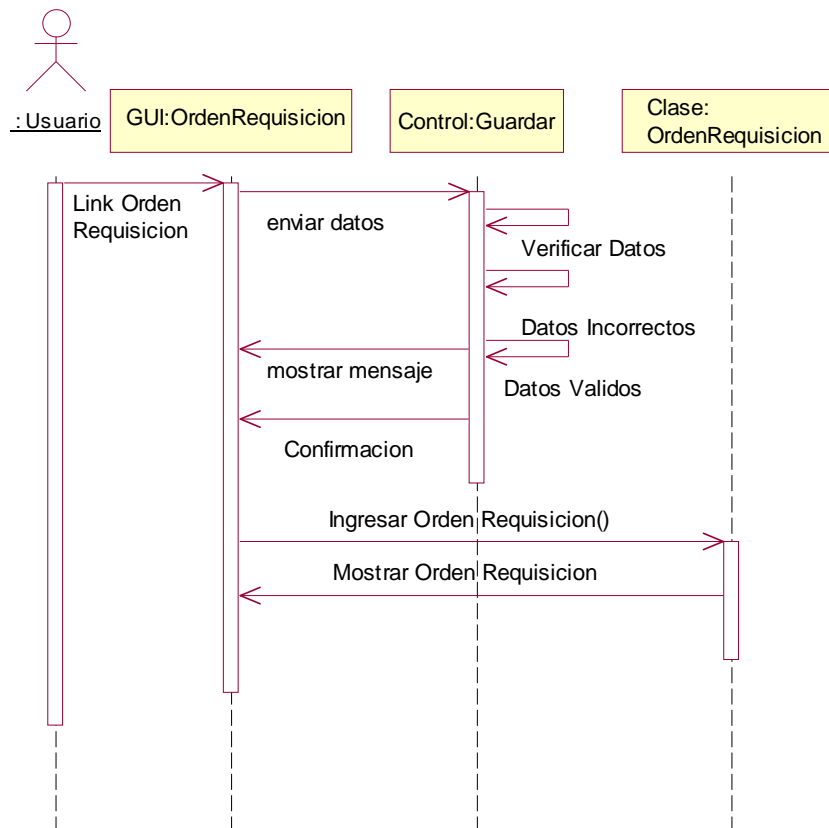 : Usuario
GUI:OrdenRequisicion
Control:Guardar
Clase:
OrdenRequisicion
Link Orden
Requisicion
enviar datos
Verificar Datos
Datos Incorrectos
mostrar mensaje
Datos Validos
Confirmacion
Ingresar Orden Requisicion()
Mostrar Orden Requisicion